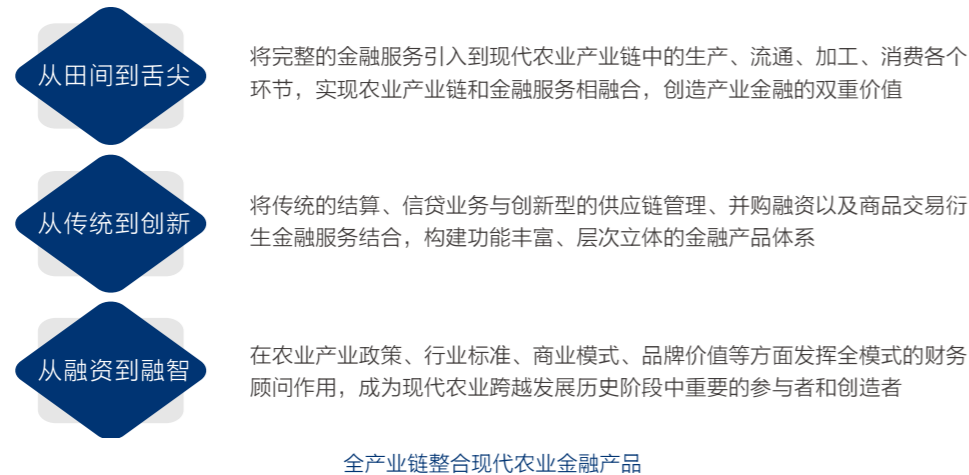 从田间到舌尖
将完整的金融服务引入到现代农业产业链中的生产、流通、加工、消费各个
环节，实现农业产业链和金融服务相融合，创造产业金融的双重价值
从传统到创新
将传统的结算、信贷业务与创新型的供应链管理、并购融资以及商品交易衍
生金融服务结合，构建功能丰富、层次立体的金融产品体系
从融资到融智
在农业产业政策、行业标准、商业模式、品牌价值等方面发挥全模式的财务
顾问作用，成为现代农业跨越发展历史阶段中重要的参与者和创造者
全产业链整合现代农业金融产品